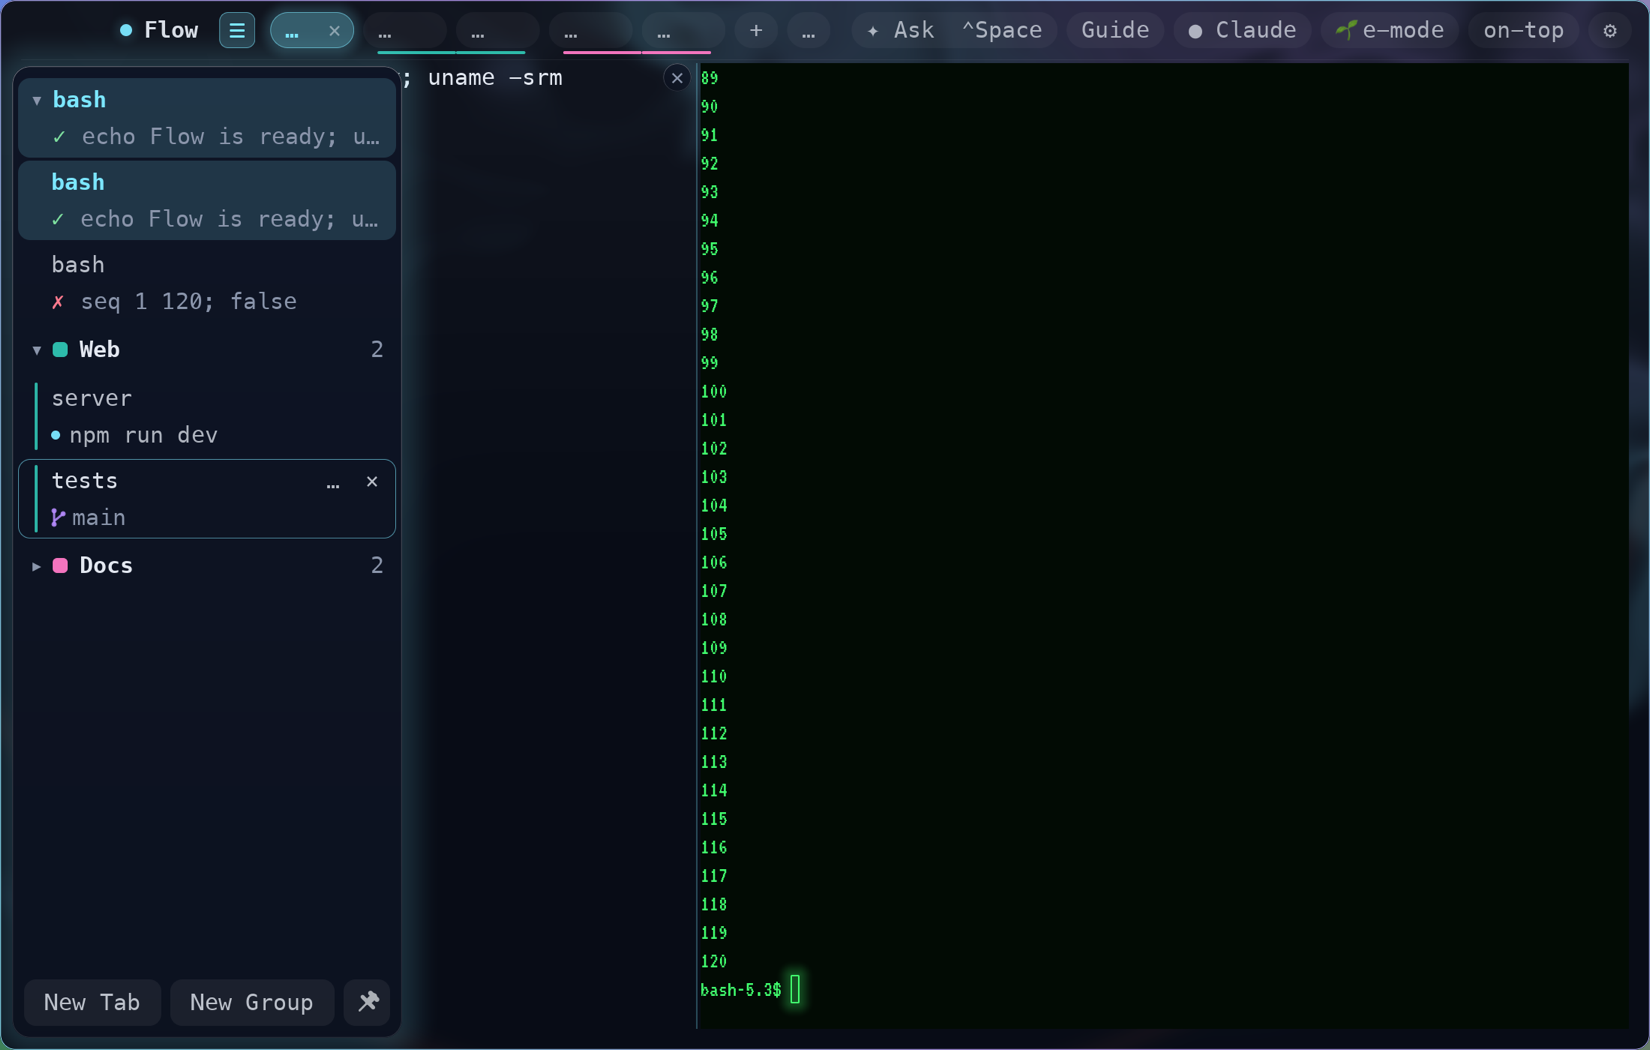 Flow ☰ … × … … … … + … ✦ Ask ^Space Guide ● Claude 🌱e-mode on-top ⚙
▾ bash
✓ echo Flow is ready; u…
bash
✓ echo Flow is ready; u…
bash
✗ seq 1 120; false
▾ Web 2
server
npm run dev
tests … ×
main
▸ Docs 2
New Tab New Group
; uname -srm ×
89
90
91
92
93
94
95
96
97
98
99
100
101
102
103
104
105
106
107
108
109
110
111
112
113
114
115
116
117
118
119
120
bash-5.3$